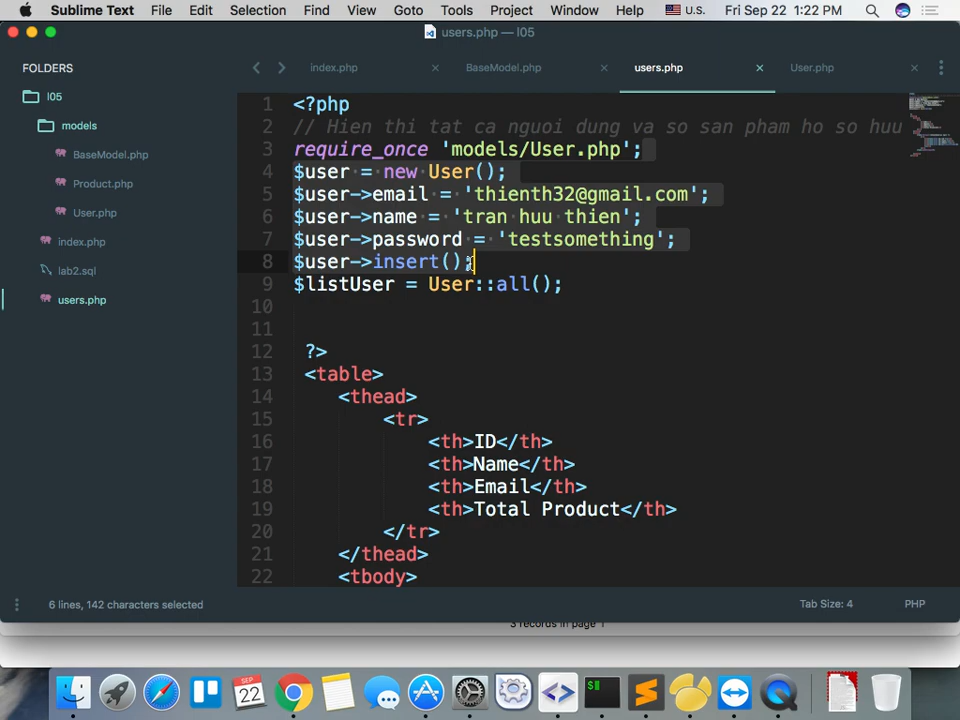 Sublime Text File Edit Selection Find View Goto Tools Project Window Help U.S. Fri Sep 22 1:22 PM
users.php — l05
FOLDERS
l05
models
BaseModel.php
Product.php
User.php
index.php
lab2.sql
users.php
index.php BaseModel.php users.php User.php
1 <?php
2 // Hien thi tat ca nguoi dung va so san pham ho so huu
3 require_once 'models/User.php';
4 $user = new User();
5 $user->email = 'thienth32@gmail.com';
6 $user->name = 'tran huu thien';
7 $user->password = 'testsomething';
8 $user->insert();
9 $listUser = User::all();
10
11
12 ?>
13 <table>
14 <thead>
15 <tr>
16 <th>ID</th>
17 <th>Name</th>
18 <th>Email</th>
19 <th>Total Product</th>
20 </tr>
21 </thead>
22 <tbody>
6 lines, 142 characters selected Tab Size: 4 PHP
3 records in page 1
SEP
22
$